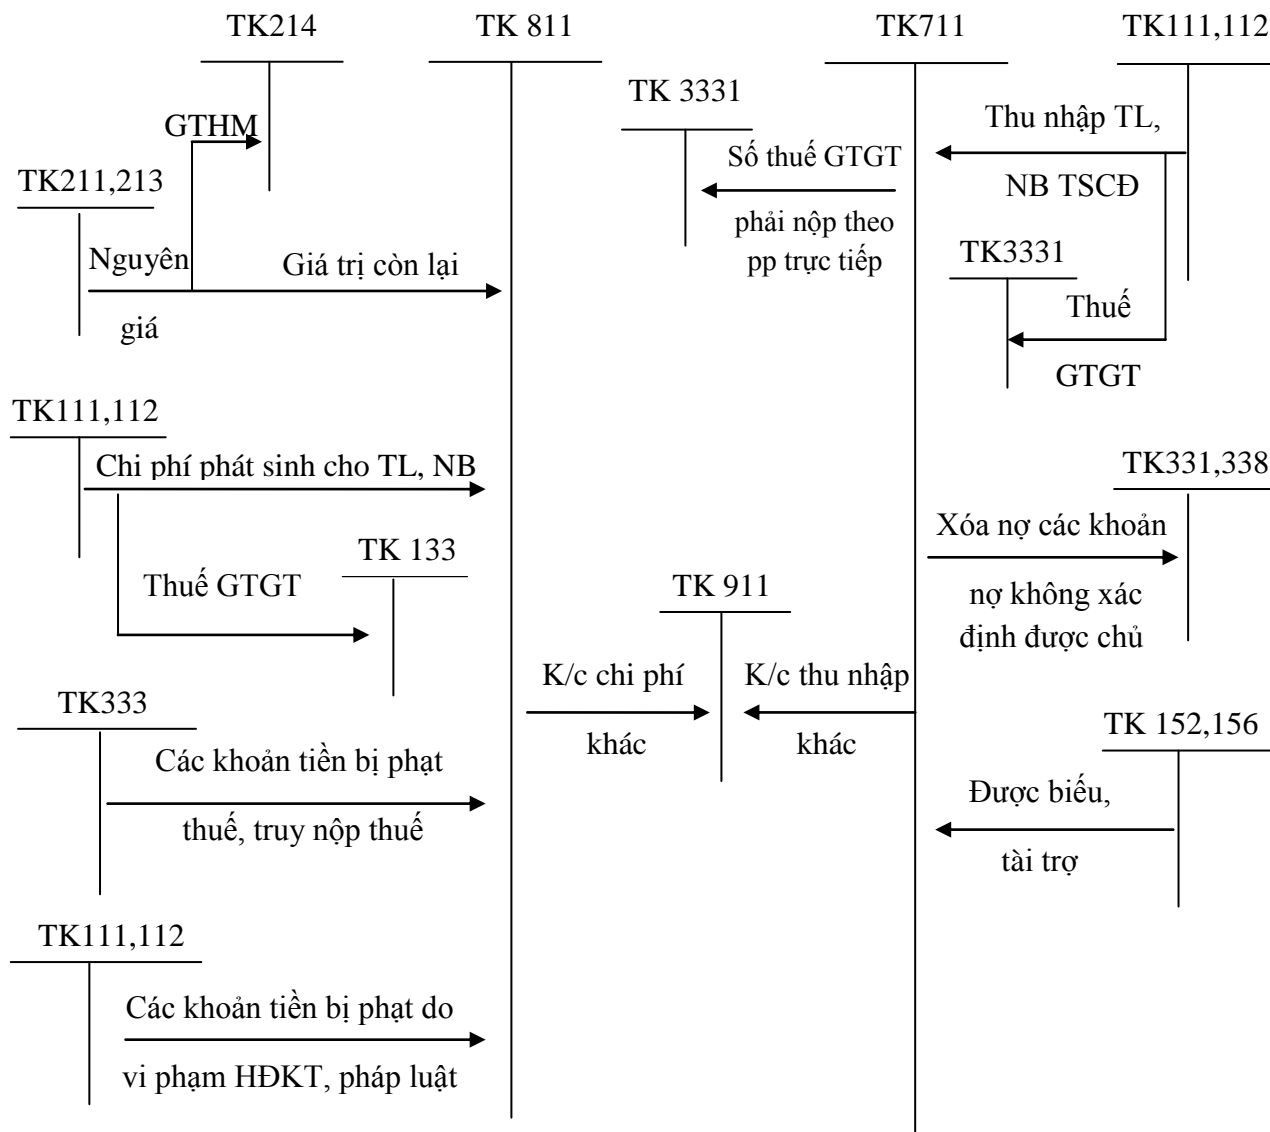 TK214
TK 811
TK711
TK111,112
TK 3331
GTHM
Thu nhập TL,
Số thuế GTGT
TK211,213
NB TSCĐ
phải nộp theo
Nguyên
Giá trị còn lại
pp trực tiếp
TK3331
giá
Thuế
GTGT
TK111,112
Chi phí phát sinh cho TL, NB
TK331,338
Xóa nợ các khoản
TK 133
Thuế GTGT
TK 911
nợ không xác
định được chủ
K/c chi phí
K/c thu nhập
TK333
khác
khác
TK 152,156
Các khoản tiền bị phạt
Được biếu,
thuế, truy nộp thuế
tài trợ
TK111,112
Các khoản tiền bị phạt do
vi phạm HĐKT, pháp luật